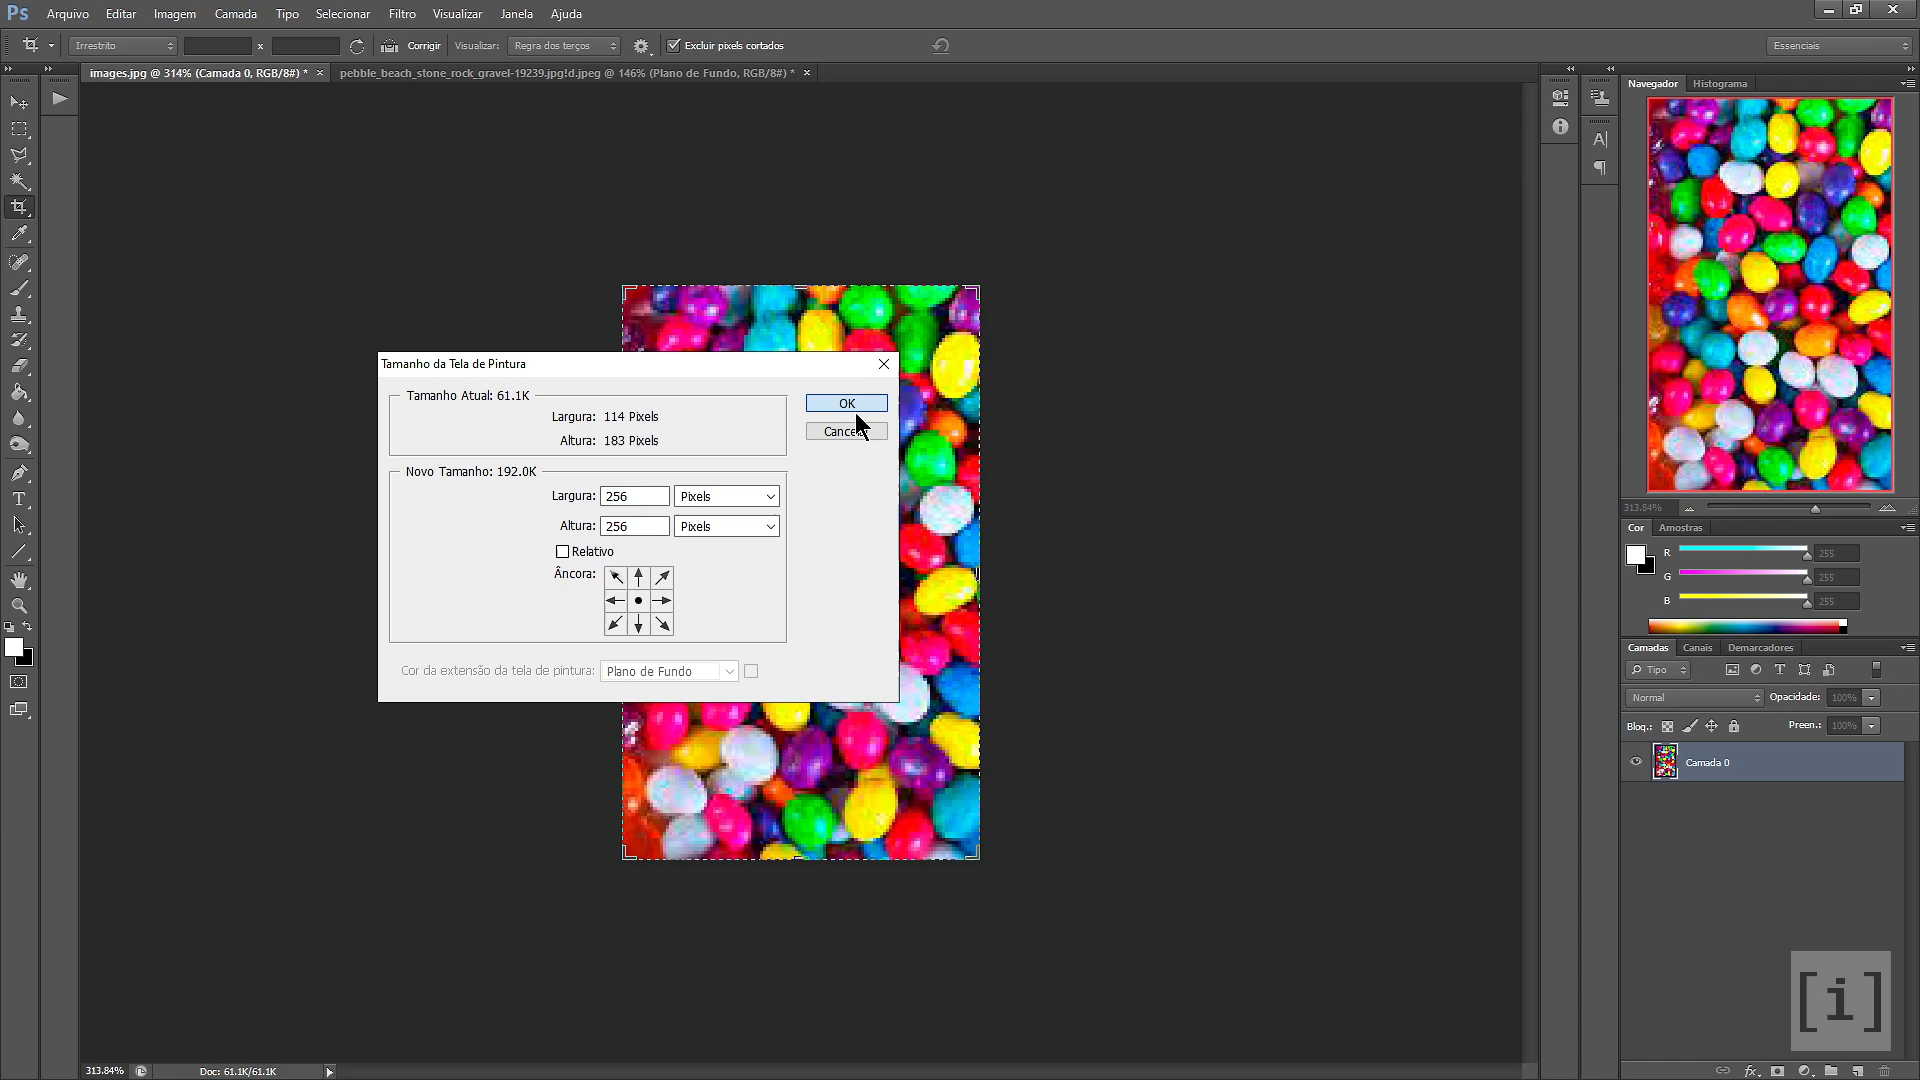 Ps Arquivo Editar Imagem Camada Tipo Selecionar Filtro Visualizar Janela Ajuda
Irrestrito x Corrigir Visualizar: Regra dos terços Excluir pixels cortados Essenciais
images.jpg @ 314% (Camada 0, RGB/8#) * × pebble_beach_stone_rock_gravel-19239.jpg!d.jpeg @ 146% (Plano de Fundo, RGB/8#) * ×
Navegador Histograma
Tamanho da Tela de Pintura
Tamanho Atual: 61.1K
OK
Largura: 114 Pixels
Cancelar
Altura: 183 Pixels
Novo Tamanho: 192.0K
Largura: 256 Pixels
Altura: 256 Pixels
Relativo
Âncora:
Cor da extensão da tela de pintura: Plano de Fundo
313.84%
Cor Amostras
R 255
G 255
B 255
Camadas Canais Demarcadores
Tipo
Normal Opacidade: 100%
Bloq.: Preen.: 100%
Camada 0
[i]
313.84% Doc: 61.1K/61.1K
fx